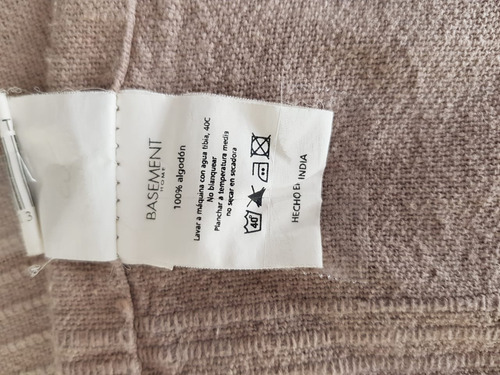 BASEMENT
HOME
100% algodón
Lavar a máquina con agua tibia, 40C
No blanquear
Planchar a temperatura media
no secar en secadora
40°
HECHO EN INDIA